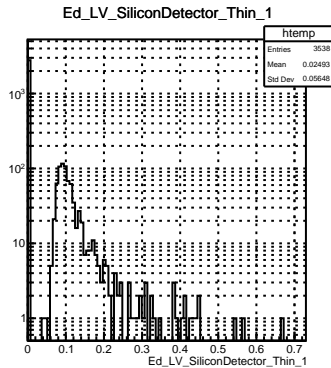 Ed_LV_SiliconDetector_Thin_1
htemp
Entries 3538
Mean 0.02493
Std Dev 0.05648
10³
10²
10
1
0 0.1 0.2 0.3 0.4 0.5 0.6 0.7
Ed_LV_SiliconDetector_Thin_1